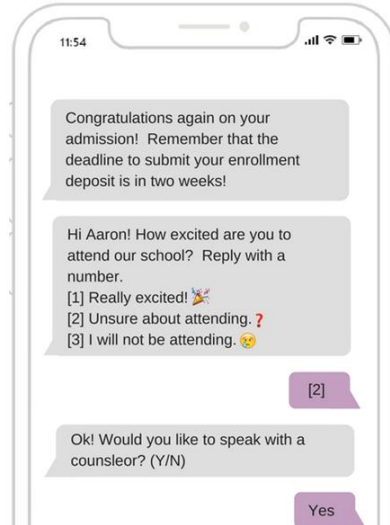 11:54
Congratulations again on your
admission! Remember that the
deadline to submit your enrollment
deposit is in two weeks!
Hi Aaron! How excited are you to
attend our school? Reply with a
number.
[1] Really excited! 🎉
[2] Unsure about attending. ❓
[3] I will not be attending. 😢
[2]
Ok! Would you like to speak with a
counsleor? (Y/N)
Yes